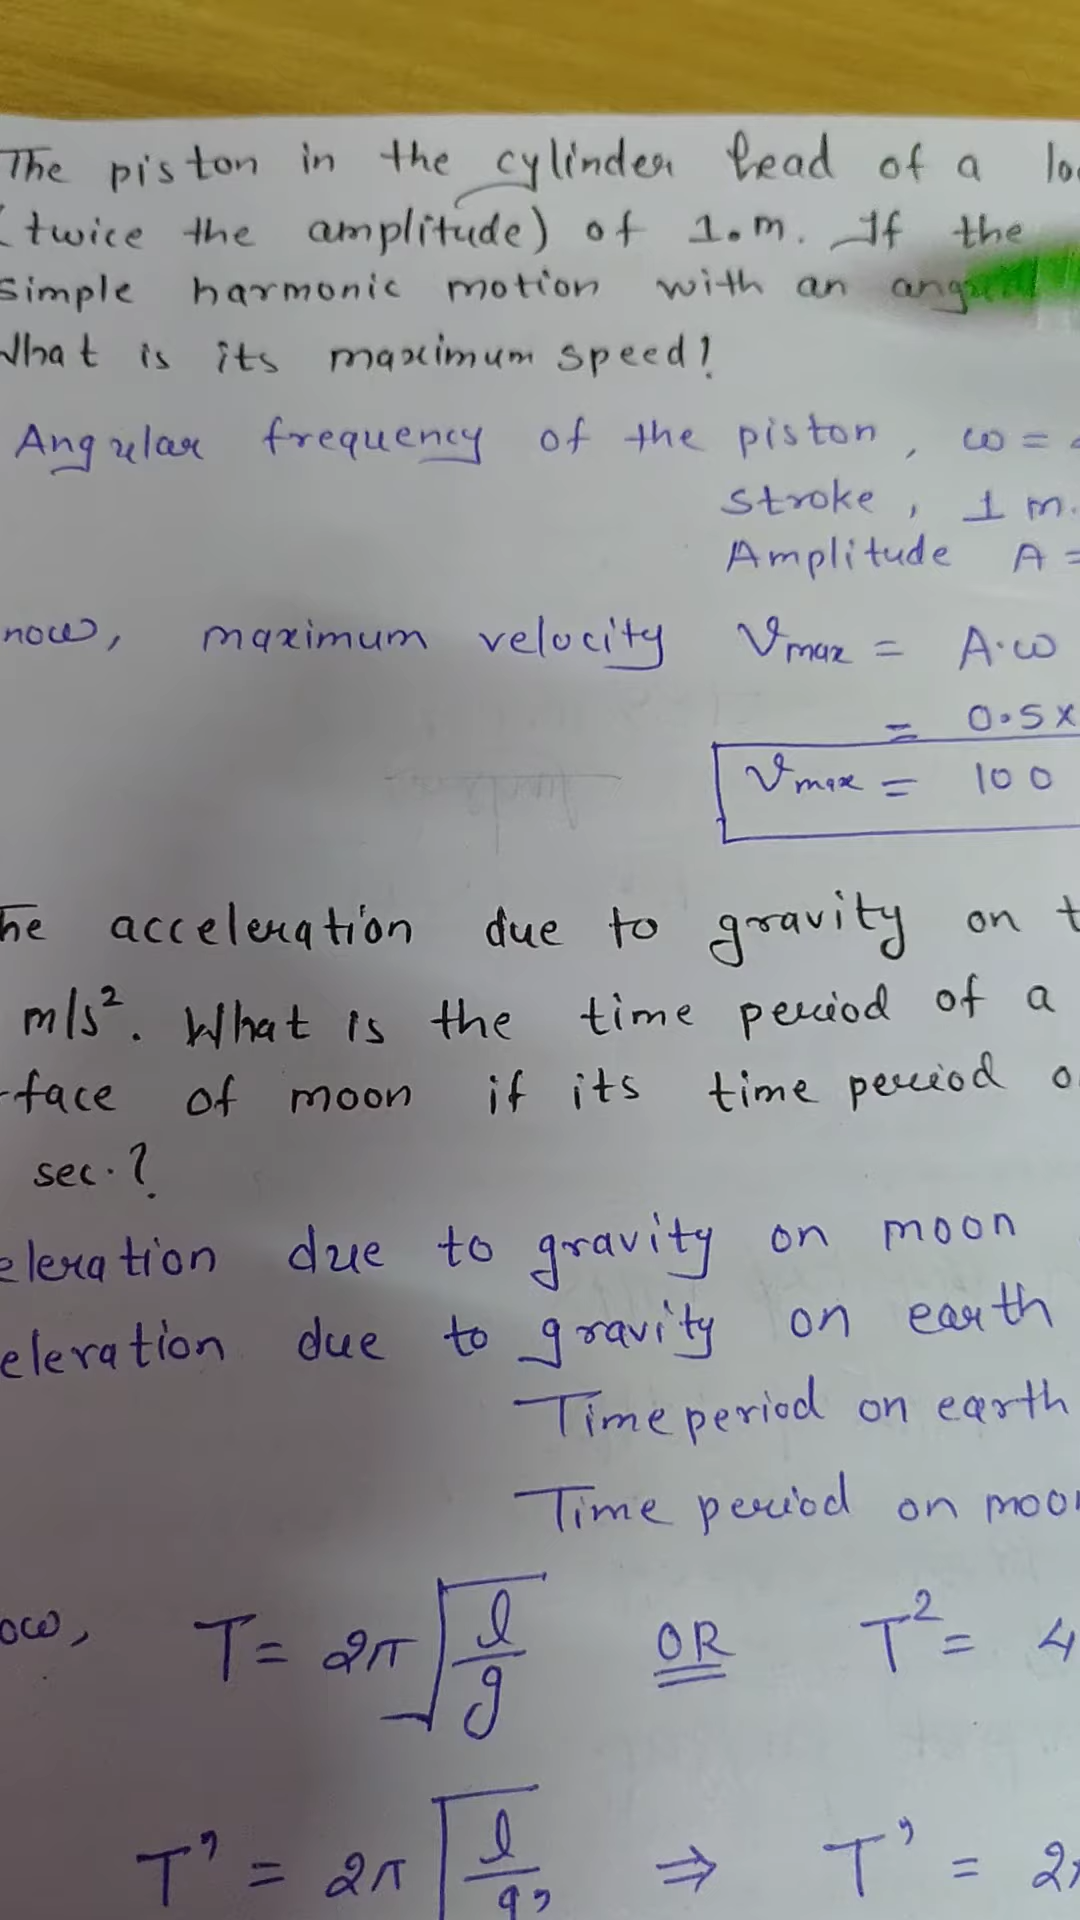 The piston in the cylinder head of a lo
(twice the amplitude) of 1.m. If the
simple harmonic motion with an
What is its maximum speed?
Angular frequency of the piston, ω =
stroke, 1 m.
Amplitude A =
now, maximum velocity Vmax = A.ω
= 0.5×
Vmax = 100
he acceleration due to gravity on t
m/s². What is the time period of a
face of moon if its time period o
sec.?
eleration due to gravity on moon
eleration due to gravity on earth
Time period on earth
Time period on moon
ow, T = 2π√l/g OR T² = 4
T' = 2π√l/g' ⇒ T' = 2π